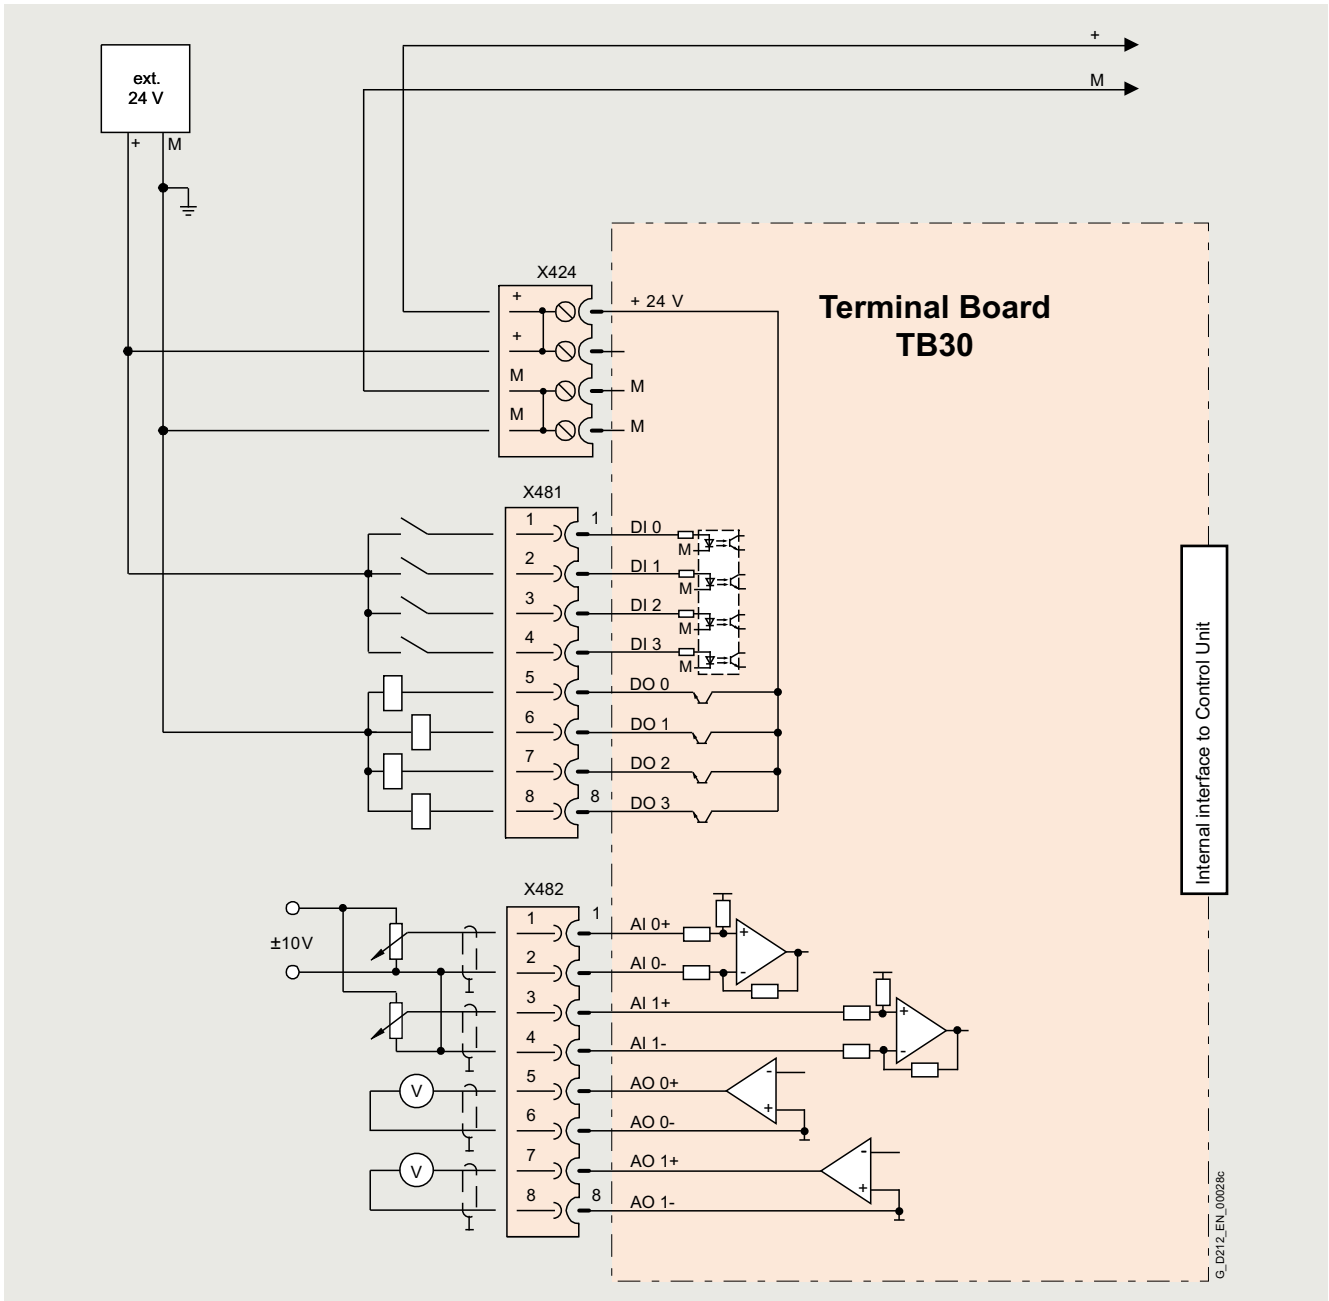 +
M
ext.
24 V
+
M
X424
+
+ 24 V
Terminal Board
TB30
+
M
M
M
M
X481
1
1
DI 0
M
2
DI 1
M
3
DI 2
M
4
DI 3
M
5
DO 0
6
DO 1
7
DO 2
8
8
DO 3
Internal interface to Control Unit
X482
1
1
AI 0+
+
±10V
2
AI 0-
-
3
AI 1+
+
4
AI 1-
-
V
5
AO 0+
-
+
6
AO 0-
V
7
AO 1+
-
+
8
8
AO 1-
G_D212_EN_00028c